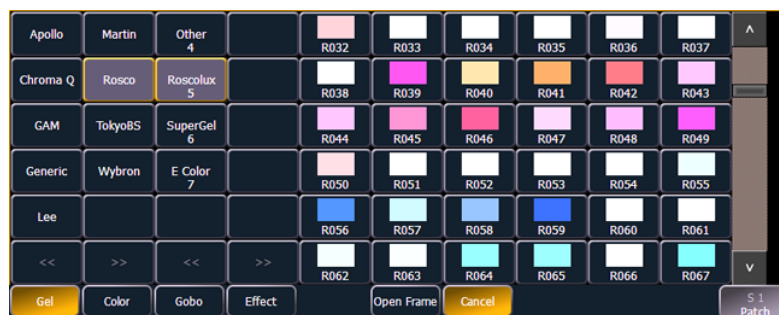 Apollo Martin Other 4 R032 R033 R034 R035 R036 R037
Chroma Q Rosco Roscolux 5 R038 R039 R040 R041 R042 R043
GAM TokyoBS SuperGel 6 R044 R045 R046 R047 R048 R049
Generic Wybron E Color 7 R050 R051 R052 R053 R054 R055
Lee R056 R057 R058 R059 R060 R061
<< >> << >> R062 R063 R064 R065 R066 R067
Gel Color Gobo Effect Open Frame Cancel S 1 Patch